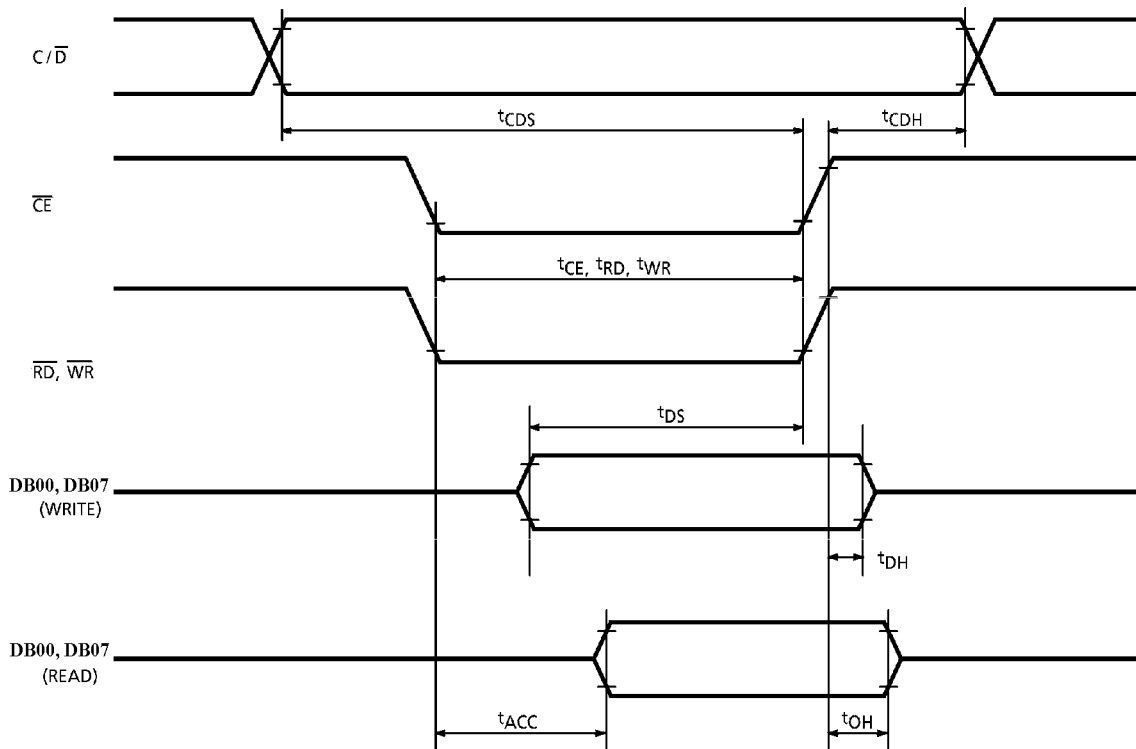 C / D̅
tCDS
tCDH
C̅E̅
tCE, tRD, tWR
R̅D̅, W̅R̅
tDS
DB00, DB07
(WRITE)
tDH
DB00, DB07
(READ)
tACC
tOH